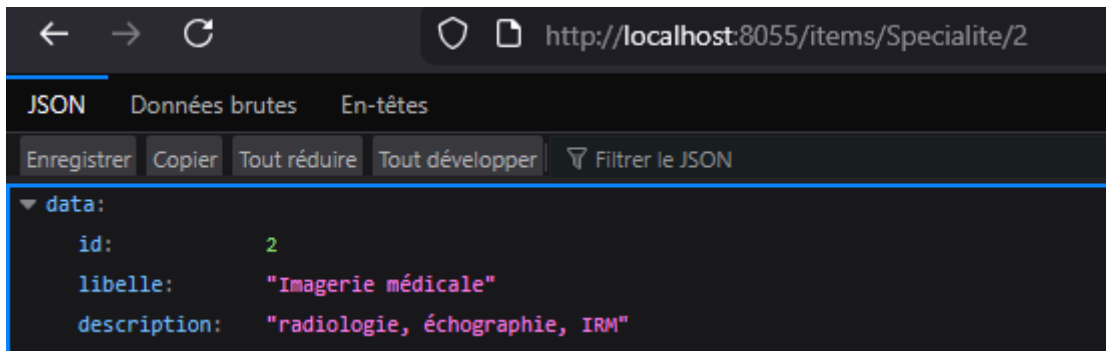 http://localhost:8055/items/Specialite/2
JSON Données brutes En-têtes
Enregistrer Copier Tout réduire Tout développer Filtrer le JSON
data:
id: 2
libelle: "Imagerie médicale"
description: "radiologie, échographie, IRM"